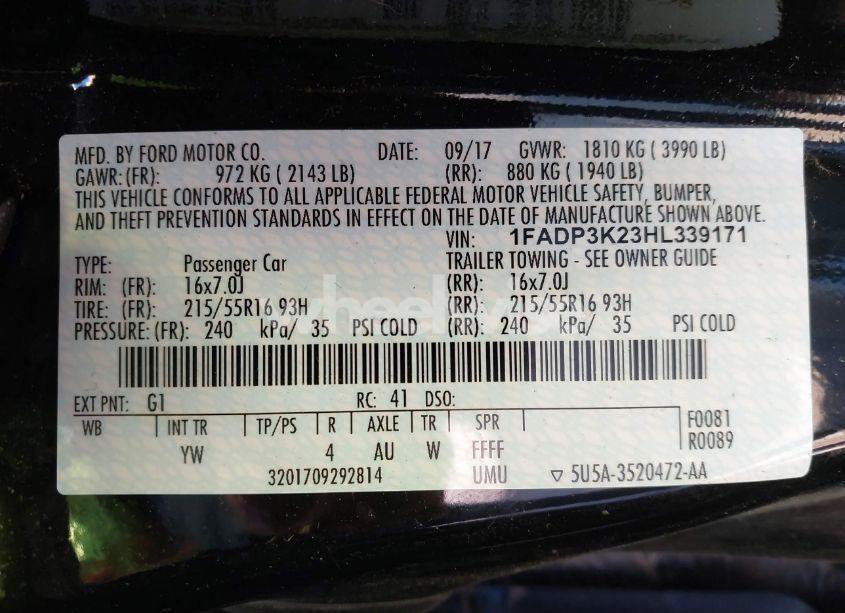 MFD. BY FORD MOTOR CO. DATE: 09/17 GVWR: 1810 KG ( 3990 LB)
GAWR: (FR): 972 KG ( 2143 LB) (RR): 880 KG ( 1940 LB)
THIS VEHICLE CONFORMS TO ALL APPLICABLE FEDERAL MOTOR VEHICLE SAFETY, BUMPER,
AND THEFT PREVENTION STANDARDS IN EFFECT ON THE DATE OF MANUFACTURE SHOWN ABOVE.
VIN: 1FADP3K23HL339171
TYPE: Passenger Car TRAILER TOWING - SEE OWNER GUIDE
RIM: (FR): 16x7.0J (RR): 16x7.0J
TIRE: (FR): 215/55R16 93H (RR): 215/55R16 93H
PRESSURE: (FR): 240 kPa/ 35 PSI COLD (RR): 240 kPa/ 35 PSI COLD
EXT PNT: G1 RC: 41 DSO:
WB INT TR TP/PS R AXLE TR SPR F0081
YW 4 AU W FFFF R0089
3201709292814 UMU ▽ 5U5A-3520472-AA